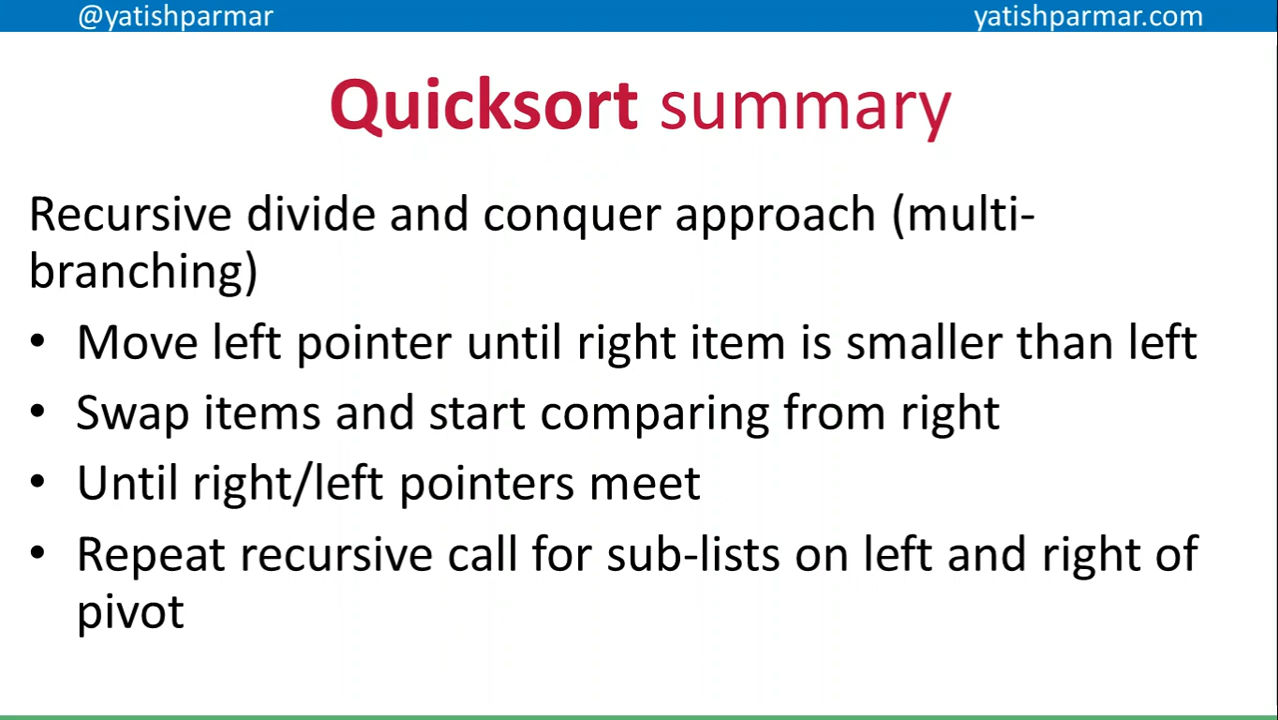 @yatishparmar yatishparmar.com
Quicksort summary
Recursive divide and conquer approach (multi-
branching)
• Move left pointer until right item is smaller than left
• Swap items and start comparing from right
• Until right/left pointers meet
• Repeat recursive call for sub-lists on left and right of
pivot